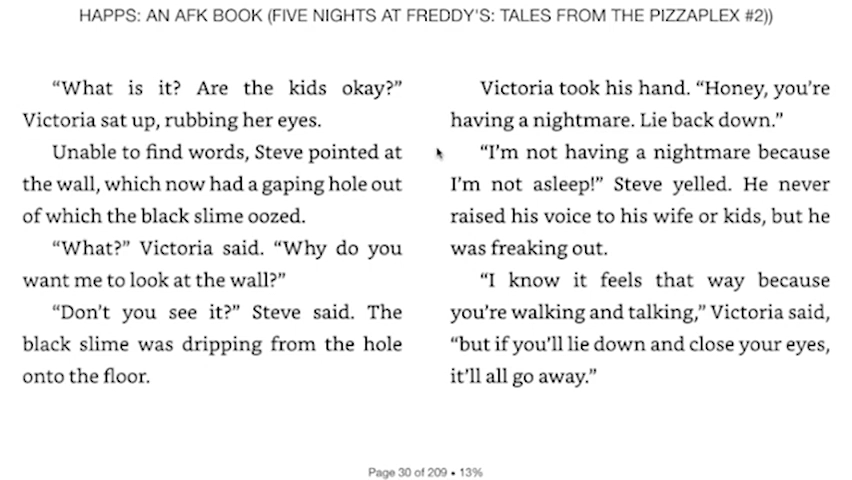 HAPPS: AN AFK BOOK (FIVE NIGHTS AT FREDDY'S: TALES FROM THE PIZZAPLEX #2))
“What is it? Are the kids okay?”
Victoria sat up, rubbing her eyes.
Unable to find words, Steve pointed at
the wall, which now had a gaping hole out
of which the black slime oozed.
“What?” Victoria said. “Why do you
want me to look at the wall?”
“Don’t you see it?” Steve said. The
black slime was dripping from the hole
onto the floor.
Victoria took his hand. “Honey, you’re
having a nightmare. Lie back down.”
“I’m not having a nightmare because
I’m not asleep!” Steve yelled. He never
raised his voice to his wife or kids, but he
was freaking out.
“I know it feels that way because
you’re walking and talking,” Victoria said,
“but if you’ll lie down and close your eyes,
it’ll all go away.”
Page 30 of 209 • 13%